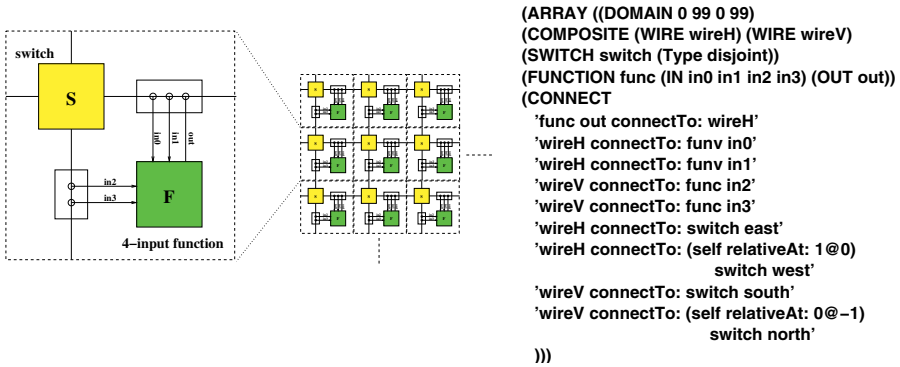 switch
S
in0
in1
out
in2
in3
F
4−input function
S
S
S
F
F
F
S
S
S
F
F
F
S
S
S
F
F
F
(ARRAY ((DOMAIN 0 99 0 99)
(COMPOSITE (WIRE wireH) (WIRE wireV)
(SWITCH switch (Type disjoint))
(FUNCTION func (IN in0 in1 in2 in3) (OUT out))
(CONNECT
’func out connectTo: wireH’
’wireH connectTo: funv in0’
’wireH connectTo: funv in1’
’wireV connectTo: func in2’
’wireV connectTo: func in3’
’wireH connectTo: switch east’
’wireH connectTo: (self relativeAt: 1@0)
switch west’
’wireV connectTo: switch south’
’wireV connectTo: (self relativeAt: 0@−1)
switch north’
)))